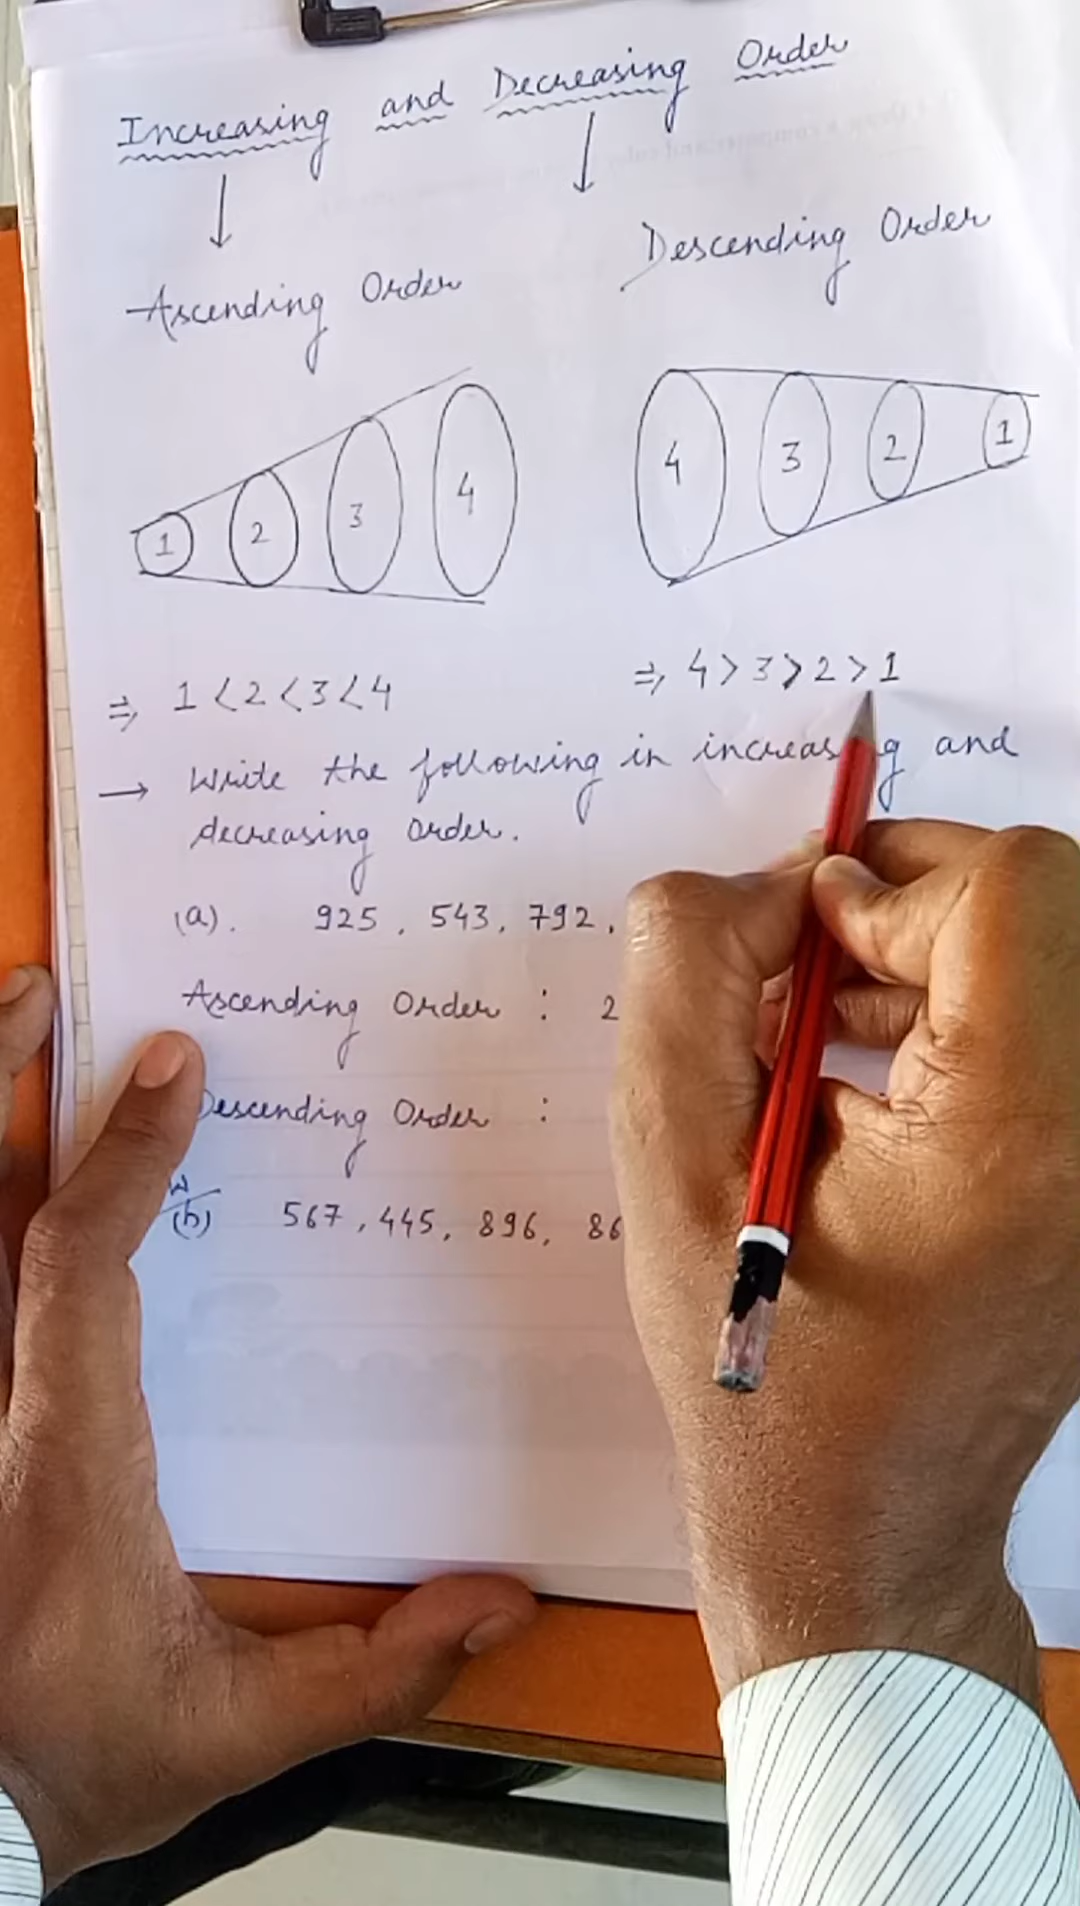 Increasing and Decreasing Order
↓ ↓
Ascending Order Descending Order
1 2 3 4 4 3 2 1
⇒ 1 < 2 < 3 < 4 ⇒ 4 > 3 > 2 > 1
→ Write the following in increas g and
decreasing order.
(a). 925, 543, 792,
Ascending Order : 2
Descending Order :
(b) 567, 445, 896, 86